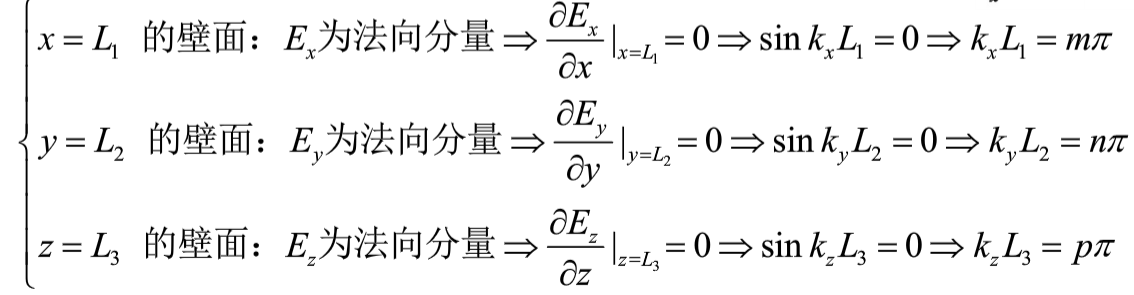 x = L₁ 的壁面：Eₓ为法向分量 ⇒ ∂Eₓ/∂x |ₓ₌L₁ = 0 ⇒ sin kₓL₁ = 0 ⇒ kₓL₁ = mπ
y = L₂ 的壁面：E_y为法向分量 ⇒ ∂E_y/∂y |_{y=L₂} = 0 ⇒ sin k_yL₂ = 0 ⇒ k_yL₂ = nπ
z = L₃ 的壁面：E_z为法向分量 ⇒ ∂E_z/∂z |_{z=L₃} = 0 ⇒ sin k_zL₃ = 0 ⇒ k_zL₃ = pπ